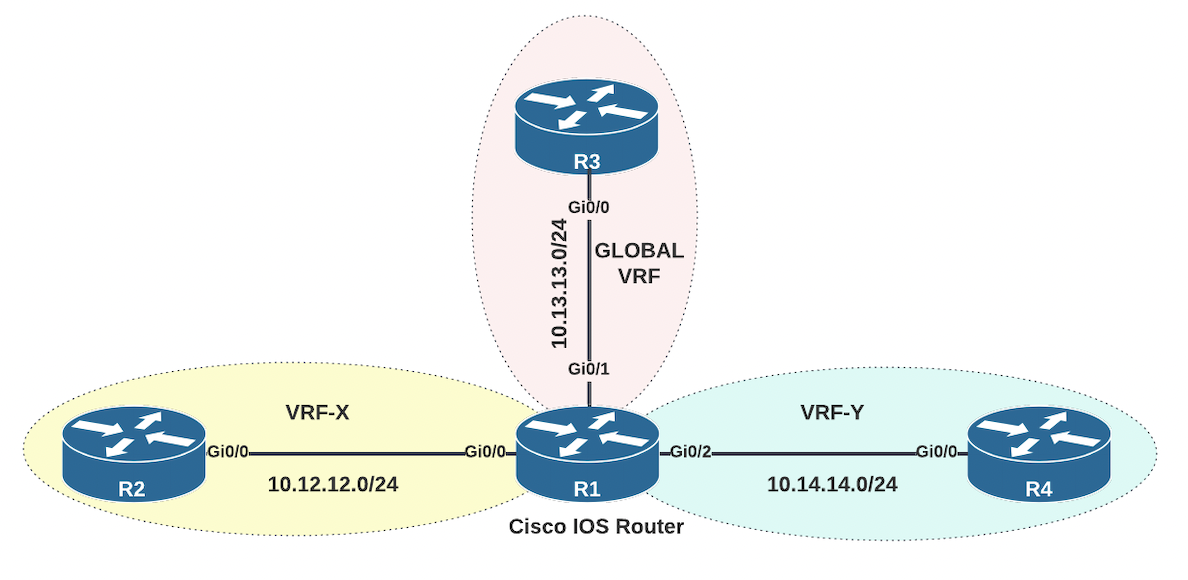 R3
Gi0/0
10.13.13.0/24
GLOBAL
VRF
Gi0/1
VRF-X
VRF-Y
R2
Gi0/0
Gi0/0
10.12.12.0/24
R1
Gi0/2
Gi0/0
10.14.14.0/24
R4
Cisco IOS Router